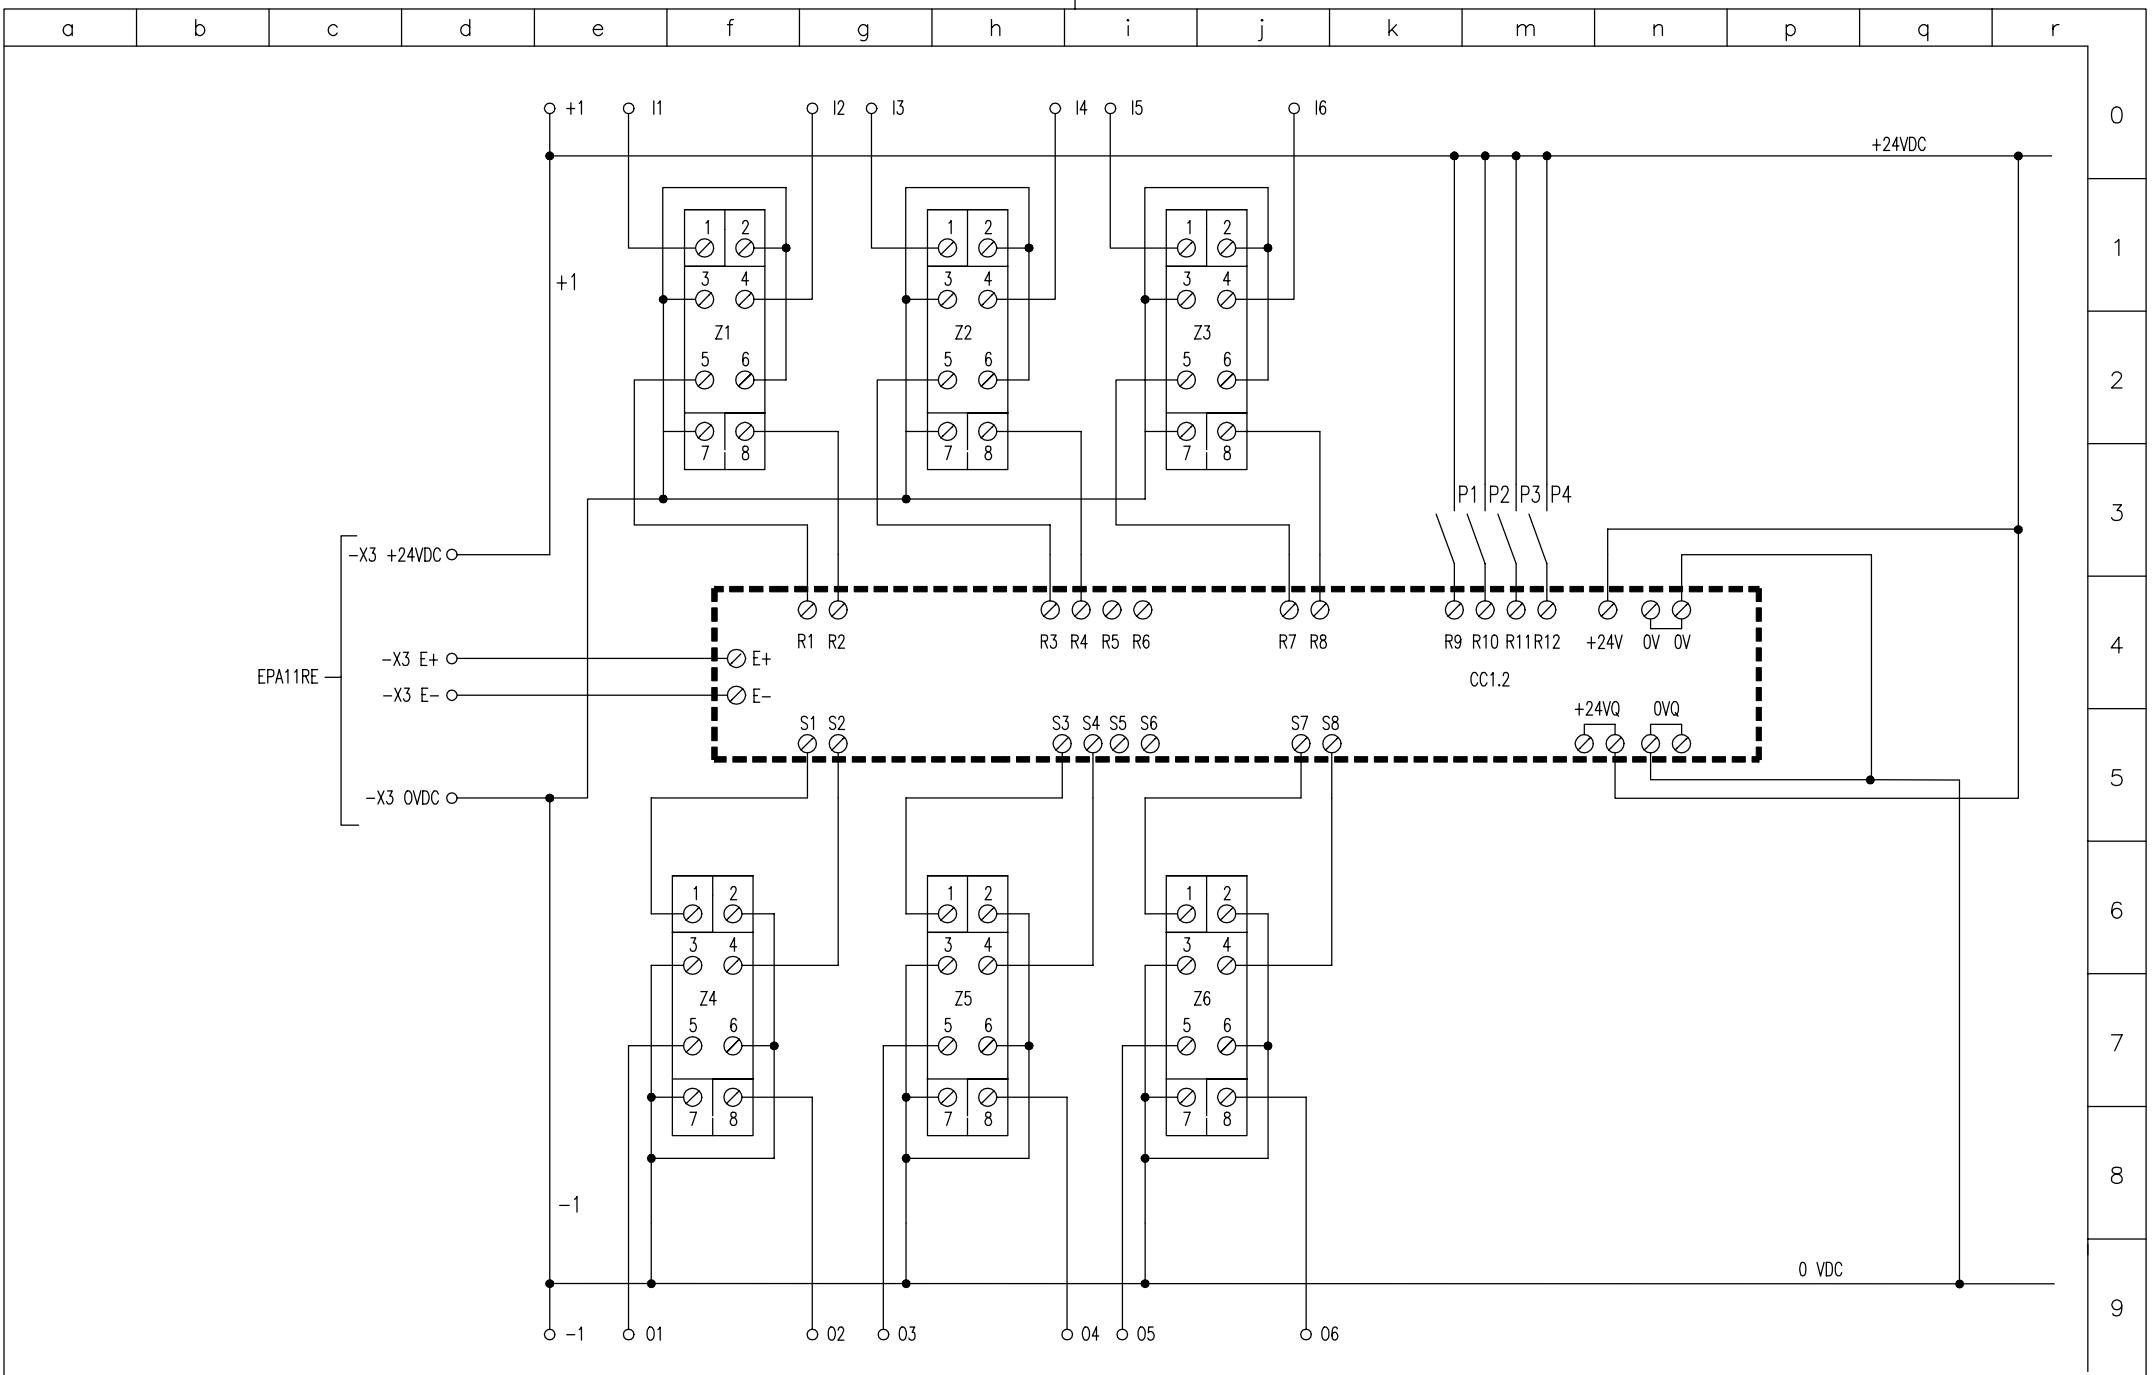 a b c d e f g h i j k m n p q r
+1 I1 I2 I3 I4 I5 I6 0
+24VDC
1 2 1 2 1 2 1
3 4 3 4 3 4
+1
Z1 Z2 Z3
5 6 5 6 5 6
2
7 8 7 8 7 8
P1 P2 P3 P4
3
-X3 +24VDC
R1 R2 R3 R4 R5 R6 R7 R8 R9 R10 R11 R12 +24V 0V 0V 4
-X3 E+ E+
EPA11RE CC1.2
-X3 E- E-
+24VQ 0VQ
S1 S2 S3 S4 S5 S6 S7 S8
5
-X3 0VDC
1 2 1 2 1 2 6
3 4 3 4 3 4
Z4 Z5 Z6
5 6 5 6 5 6 7
7 8 7 8 7 8
8
-1
0 VDC
9
-1 O1 O2 O3 O4 O5 O6